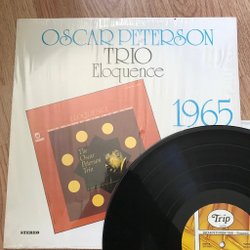 OSCAR PETERSON
TRIO
Eloquence
1965
The
Oscar
Peterson
Trio
STEREO
Trip